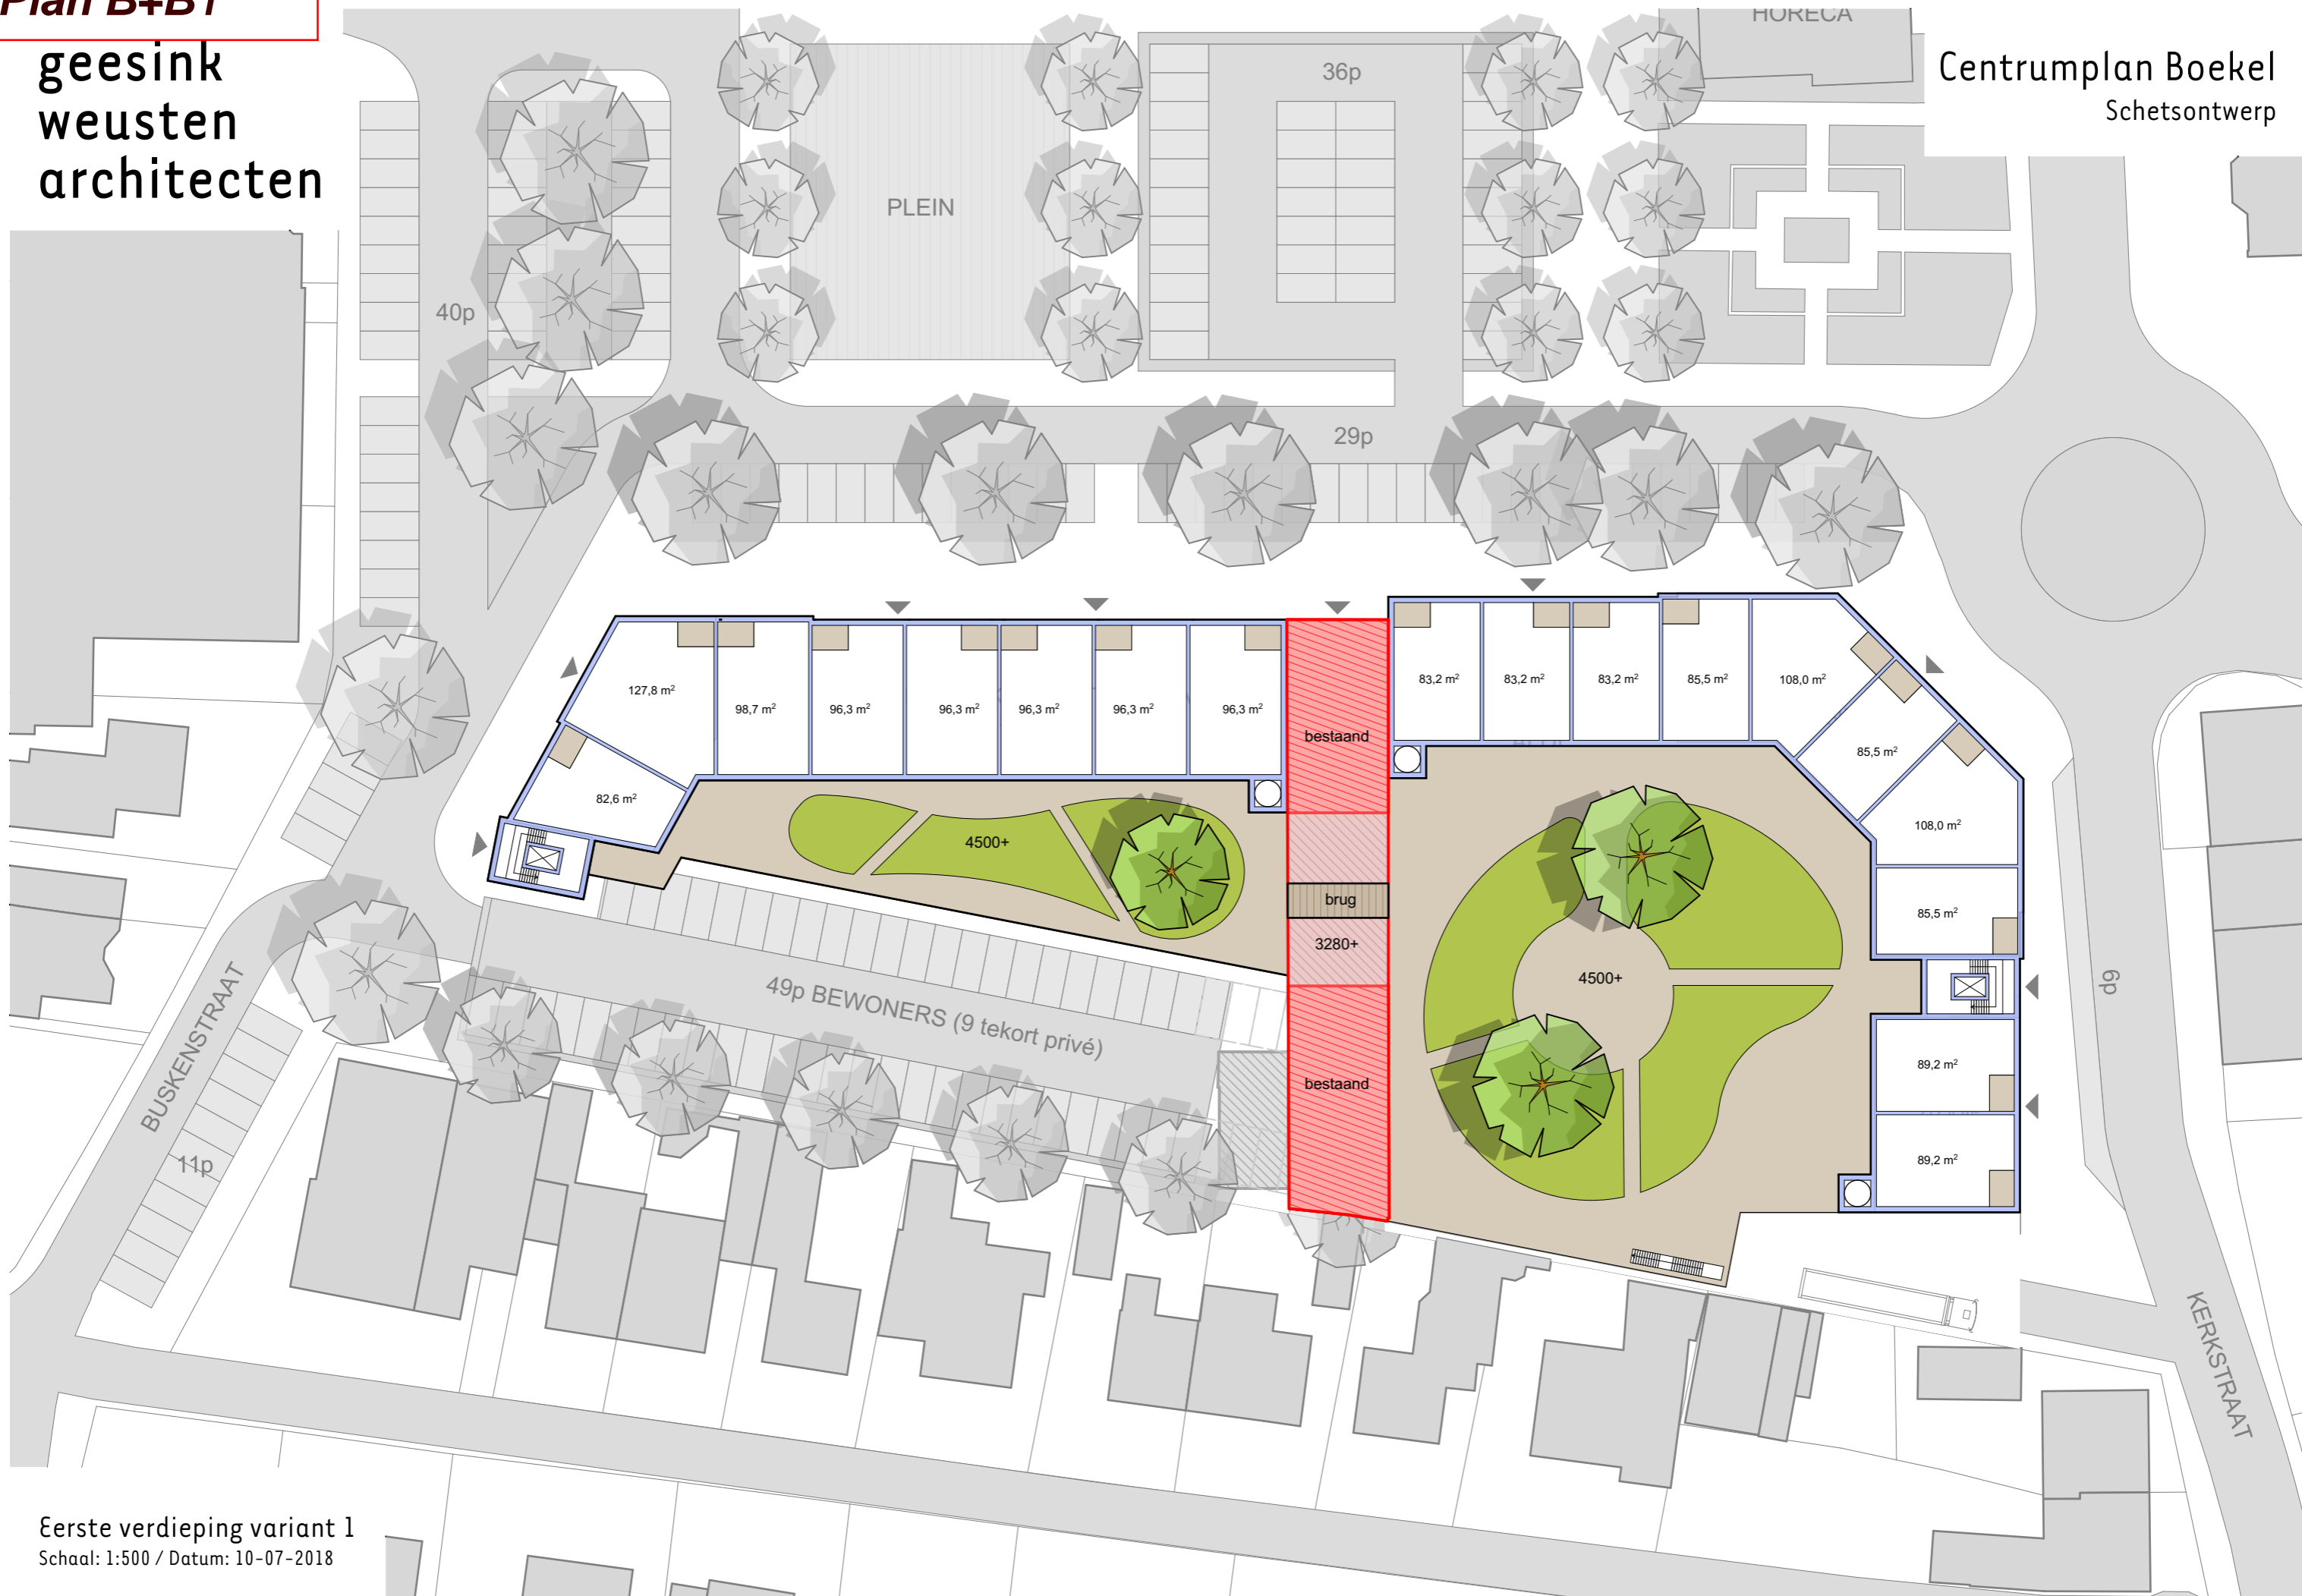 Plan B+B1
geesink
weusten
architecten
HORECA
Centrumplan Boekel
Schetsontwerp
36p
PLEIN
40p
29p
127,8 m²
98,7 m²
96,3 m²
96,3 m²
96,3 m²
96,3 m²
96,3 m²
bestaand
83,2 m²
83,2 m²
83,2 m²
85,5 m²
108,0 m²
85,5 m²
82,6 m²
108,0 m²
4500+
brug
85,5 m²
3280+
4500+
6p
49p BEWONERS (9 tekort privé)
BUSKENSTRAAT
89,2 m²
bestaand
11p
89,2 m²
KERKSTRAAT
Eerste verdieping variant 1
Schaal: 1:500 / Datum: 10-07-2018